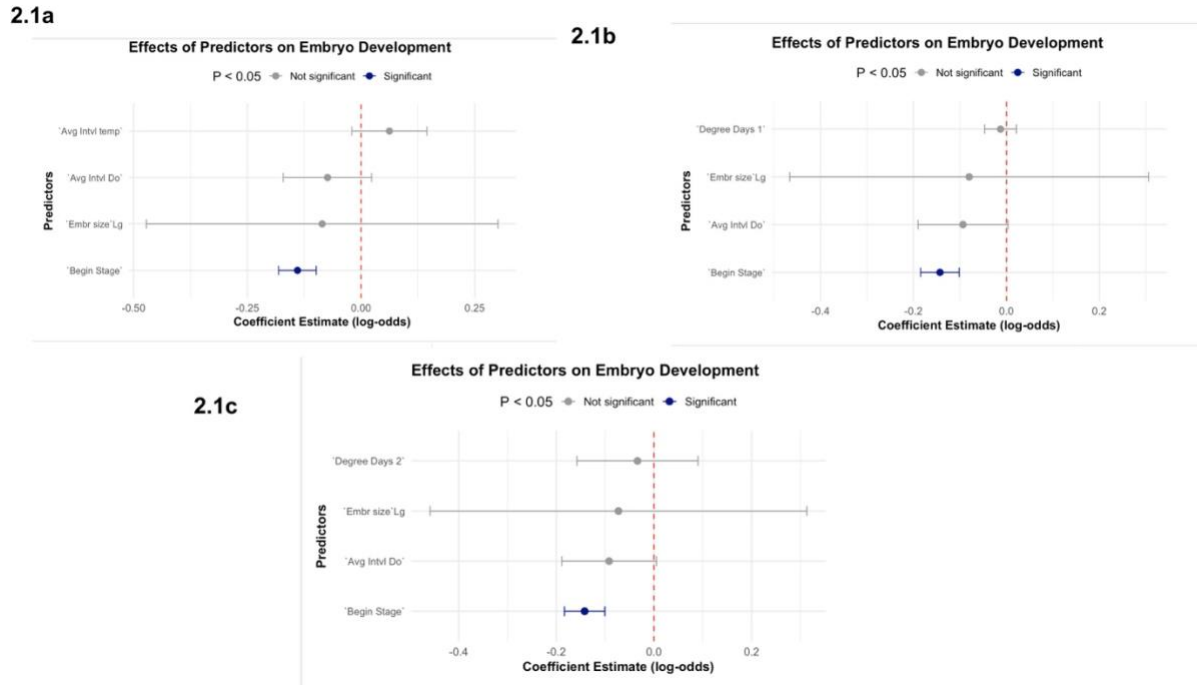 2.1a
Effects of Predictors on Embryo Development
P < 0.05 Not significant Significant
Predictors
`Avg Intvl temp`
`Avg Intvl Do`
`Embr size`Lg
`Begin Stage`
-0.50 -0.25 0.00 0.25
Coefficient Estimate (log-odds)
2.1b
Effects of Predictors on Embryo Development
P < 0.05 Not significant Significant
Predictors
`Degree Days 1`
`Embr size`Lg
`Avg Intvl Do`
`Begin Stage`
-0.4 -0.2 0.0 0.2
Coefficient Estimate (log-odds)
2.1c
Effects of Predictors on Embryo Development
P < 0.05 Not significant Significant
Predictors
`Degree Days 2`
`Embr size`Lg
`Avg Intvl Do`
`Begin Stage`
-0.4 -0.2 0.0 0.2
Coefficient Estimate (log-odds)